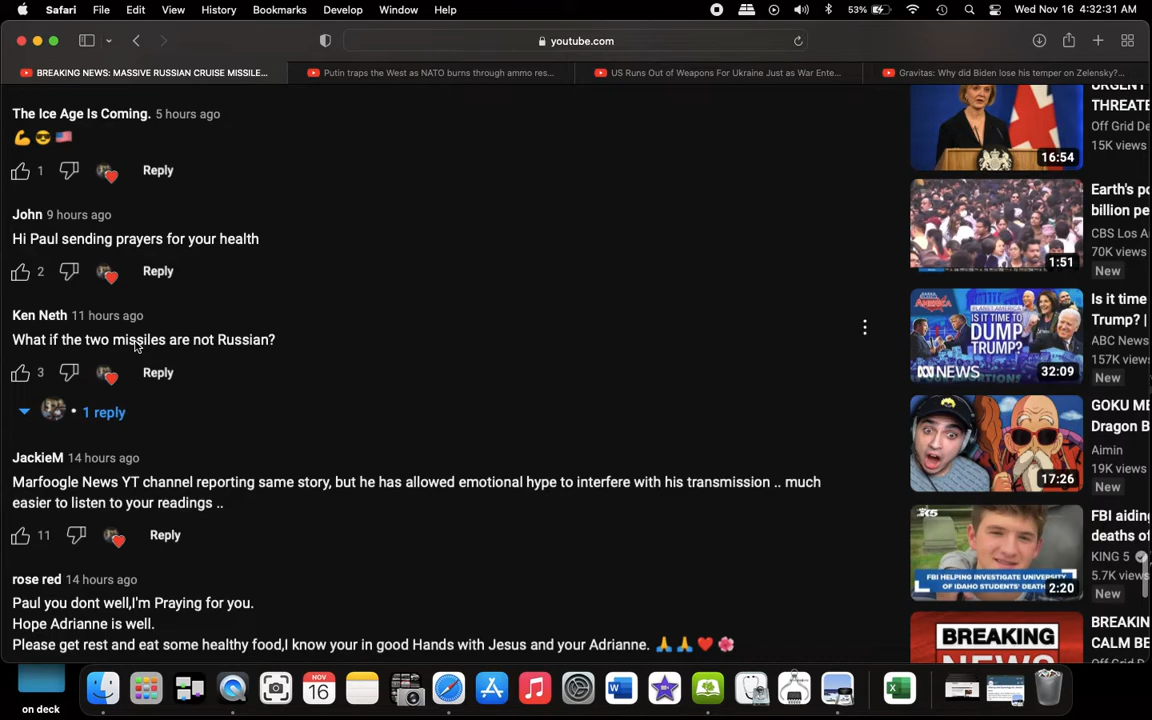 Safari File Edit View History Bookmarks Develop Window Help 53% Wed Nov 16 4:32:31 AM
youtube.com
BREAKING NEWS: MASSIVE RUSSIAN CRUISE MISSILE...
Putin traps the West as NATO burns through ammo res...
US Runs Out of Weapons For Ukraine Just as War Ente...
Gravitas: Why did Biden lose his temper on Zelensky?...
The Ice Age Is Coming. 5 hours ago
💪😎🇺🇸
1 Reply
John 9 hours ago
Hi Paul sending prayers for your health
2 Reply
Ken Neth 11 hours ago
What if the two missiles are not Russian?
3 Reply
• 1 reply
JackieM 14 hours ago
Marfoogle News YT channel reporting same story, but he has allowed emotional hype to interfere with his transmission .. much
easier to listen to your readings ..
11 Reply
rose red 14 hours ago
Paul you dont well,I'm Praying for you.
Hope Adrianne is well.
Please get rest and eat some healthy food,I know your in good Hands with Jesus and your Adrianne. 🙏🙏❤️🌸
URGENT
THREATE
Off Grid De
15K views
16:54
Earth's po
billion pe
CBS Los A
70K views
New
1:51
Is it time
Trump? |
ABC News
157K view
New
PLANET AMERICA
IS IT TIME TO
DUMP
TRUMP?
NEWS
32:09
GOKU ME
Dragon B
Aimin
19K views
New
17:26
FBI aiding
deaths of
KING 5
5.7K views
New
FBI HELPING INVESTIGATE UNIVERSITY
OF IDAHO STUDENTS' DEATH
2:20
BREAKIN
CALM BE
Off Grid D
BREAKING
NEWS
NOV
16
on deck